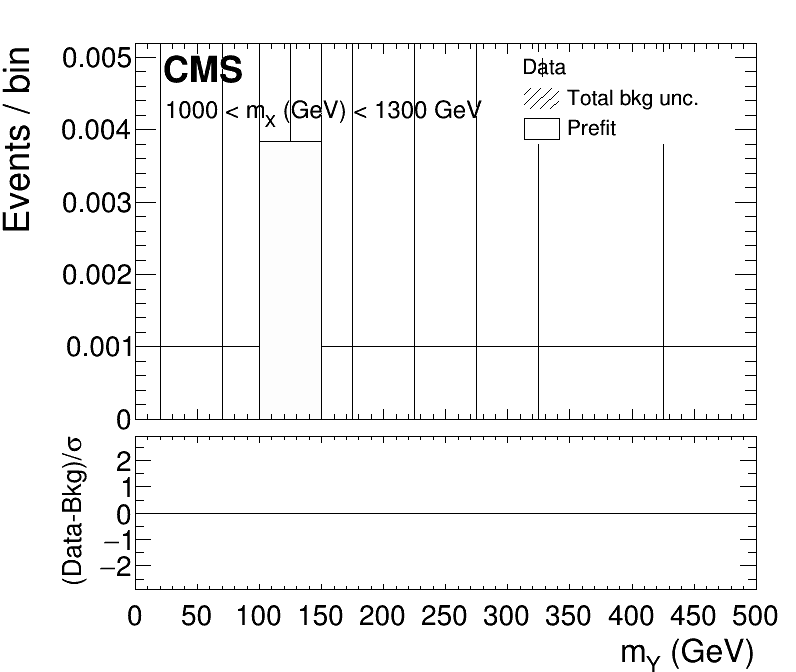 Events / bin
0.005
0.004
0.003
0.002
0.001
0
CMS
1000 < mX (GeV) < 1300 GeV
Data
Total bkg unc.
Prefit
(Data-Bkg)/σ
2
1
0
−1
−2
0 50 100 150 200 250 300 350 400 450 500
mY (GeV)